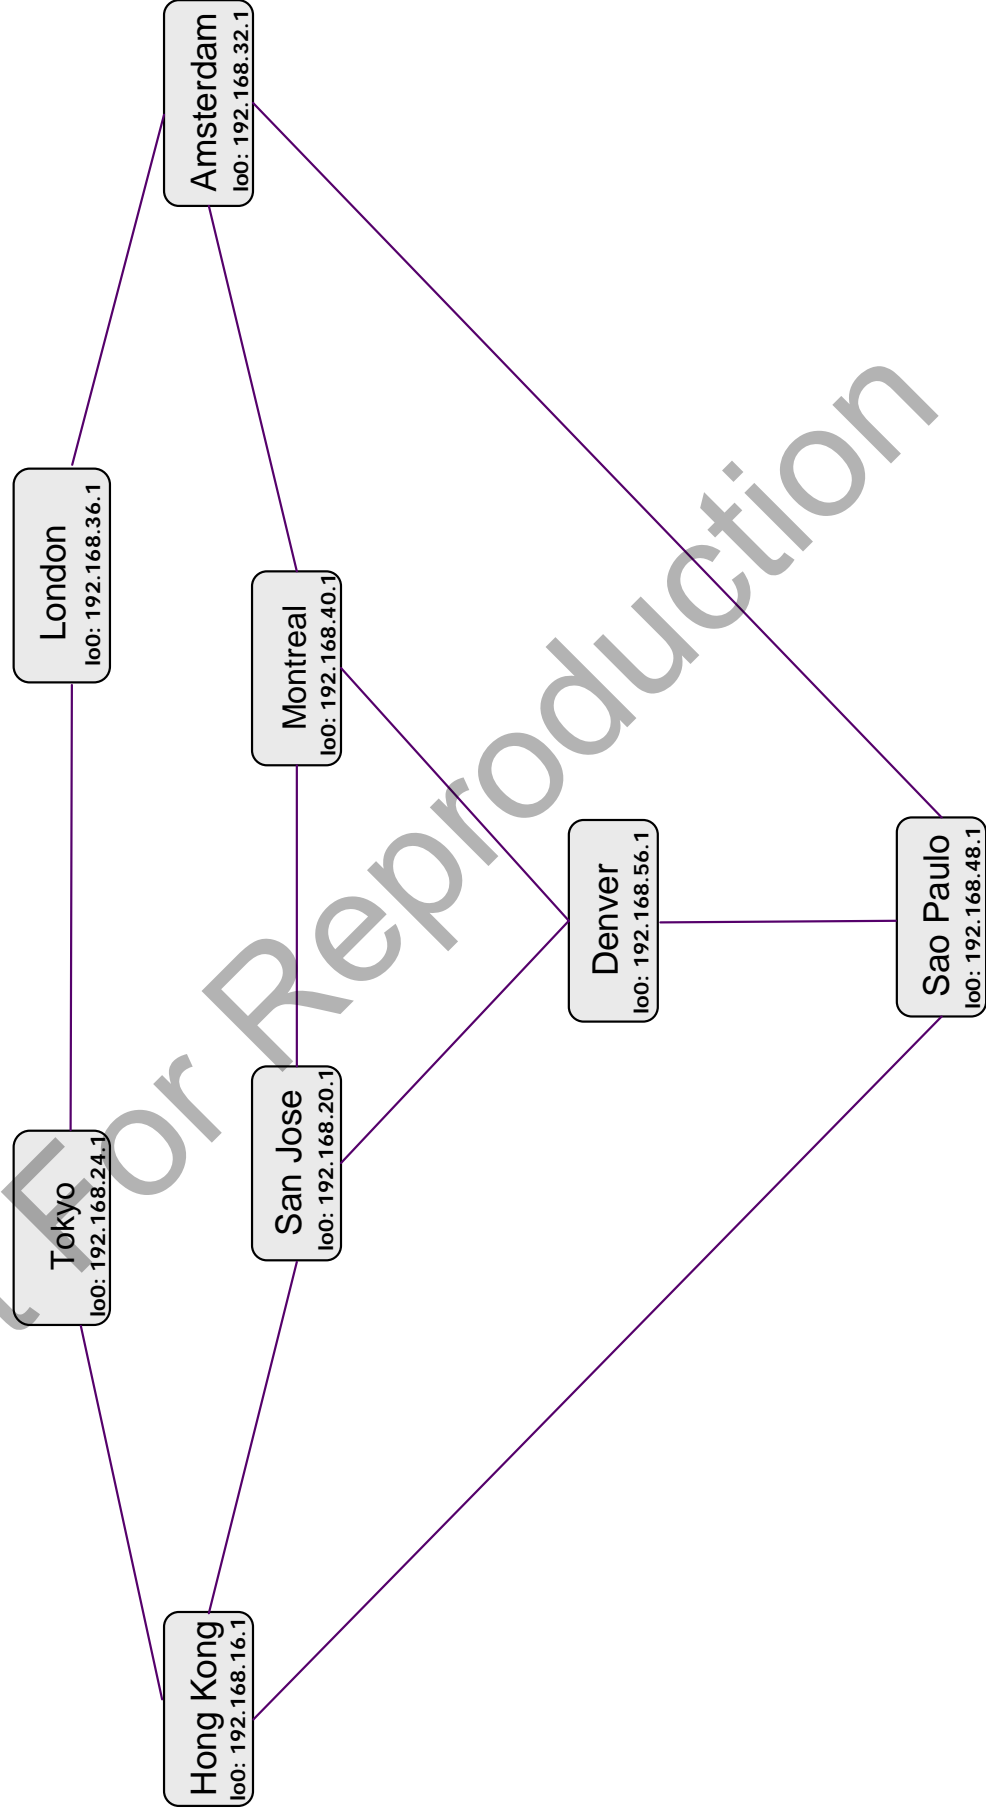 Tokyo
lo0: 192.168.24.1
London
lo0: 192.168.36.1
Hong Kong
lo0: 192.168.16.1
Amsterdam
lo0: 192.168.32.1
San Jose
lo0: 192.168.20.1
Montreal
lo0: 192.168.40.1
Denver
lo0: 192.168.56.1
Sao Paulo
lo0: 192.168.48.1
For Reproduction